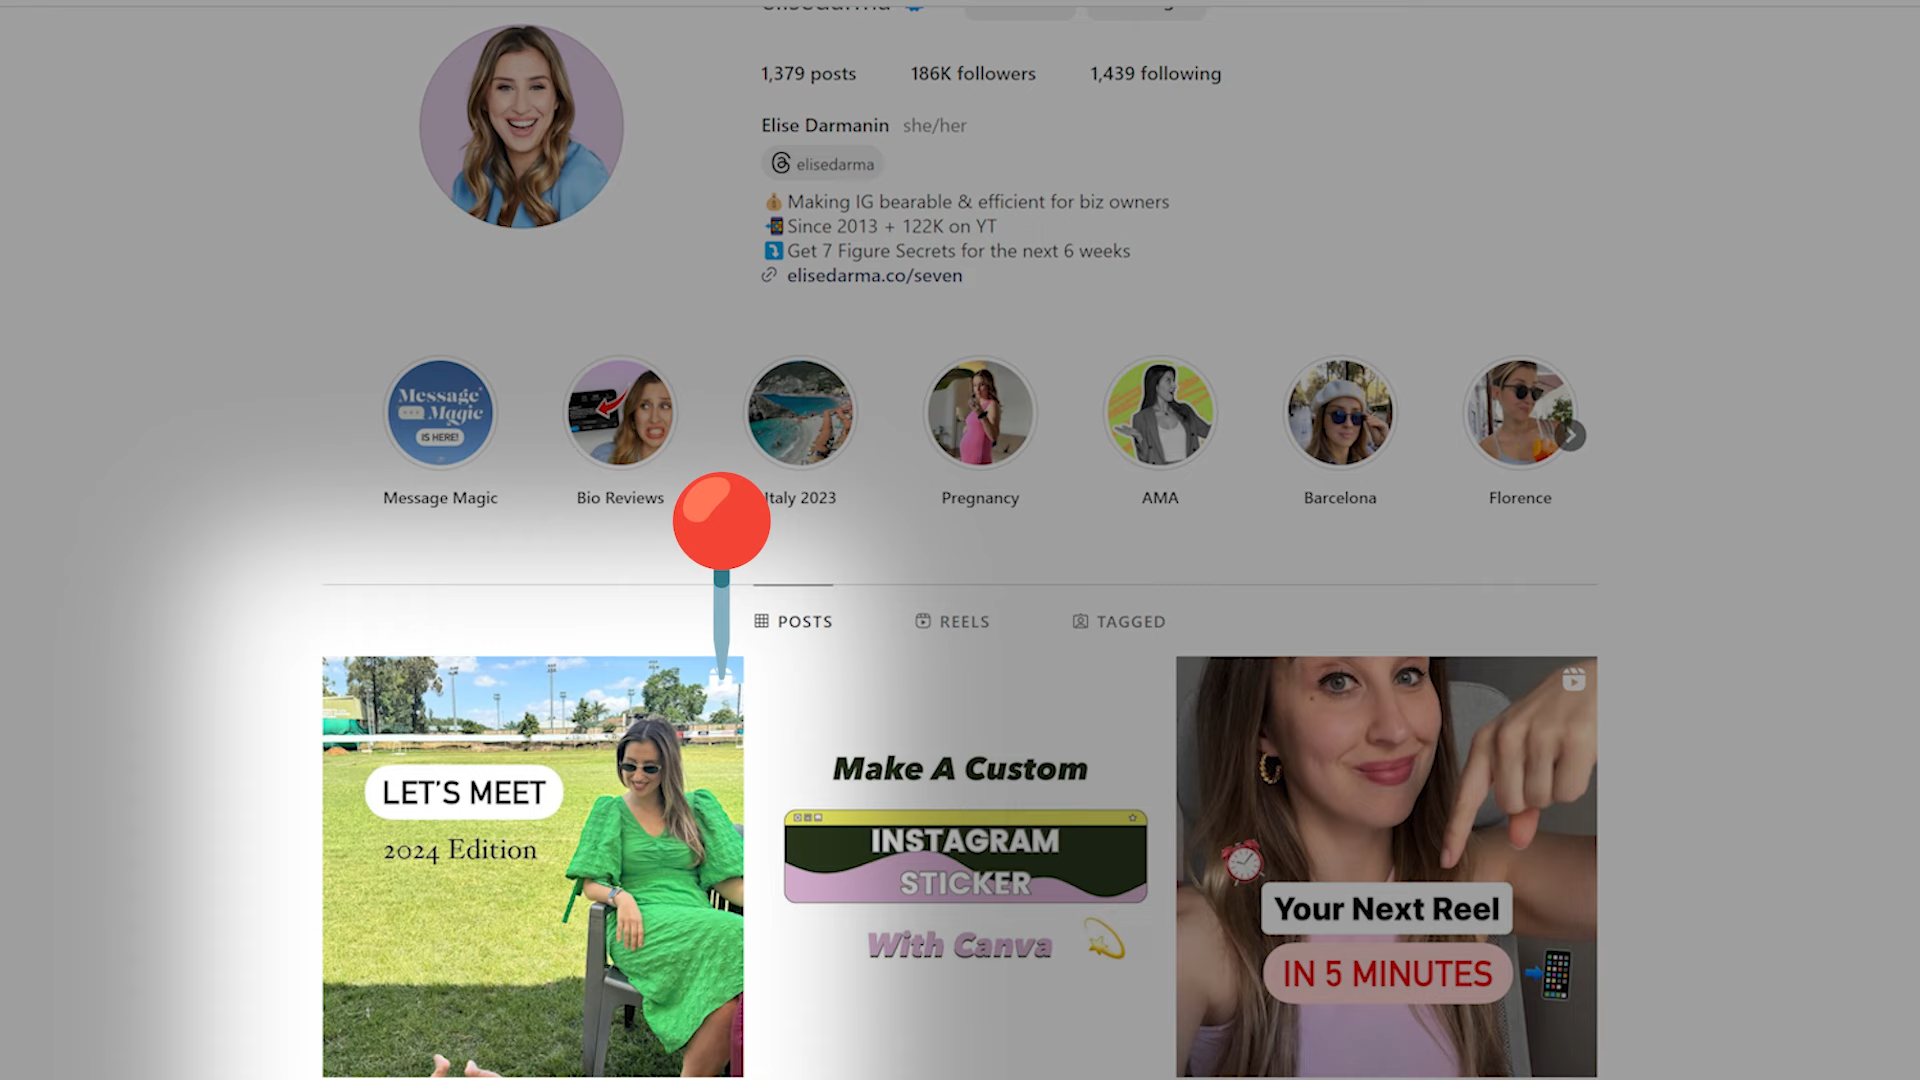 1,379 posts 186K followers 1,439 following
Elise Darmanin she/her
elisedarma
Making IG bearable & efficient for biz owners
Since 2013 + 122K on YT
Get 7 Figure Secrets for the next 6 weeks
elisedarma.co/seven
Message Magic IS HERE!
Message Magic Bio Reviews Italy 2023 Pregnancy AMA Barcelona Florence
POSTS REELS TAGGED
LET'S MEET
2024 Edition
Make A Custom
INSTAGRAM
STICKER
With Canva
Your Next Reel
IN 5 MINUTES